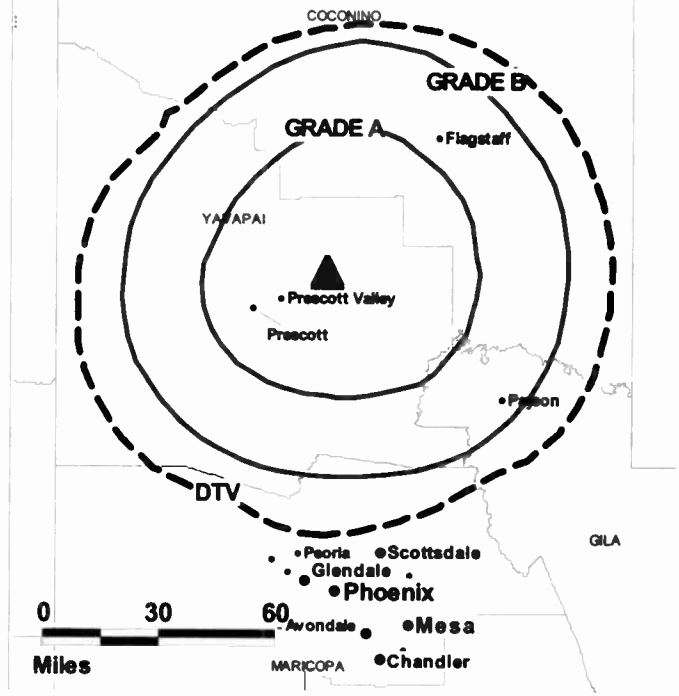 COCONINO
GRADE B
GRADE A
Flagstaff
YAVAPAI
Prescott Valley
Prescott
Payson
DTV
GILA
Peoria
Scottsdale
Glendale
Phoenix
0 30 60
Avondale
Mesa
Miles
MARICOPA
Chandler